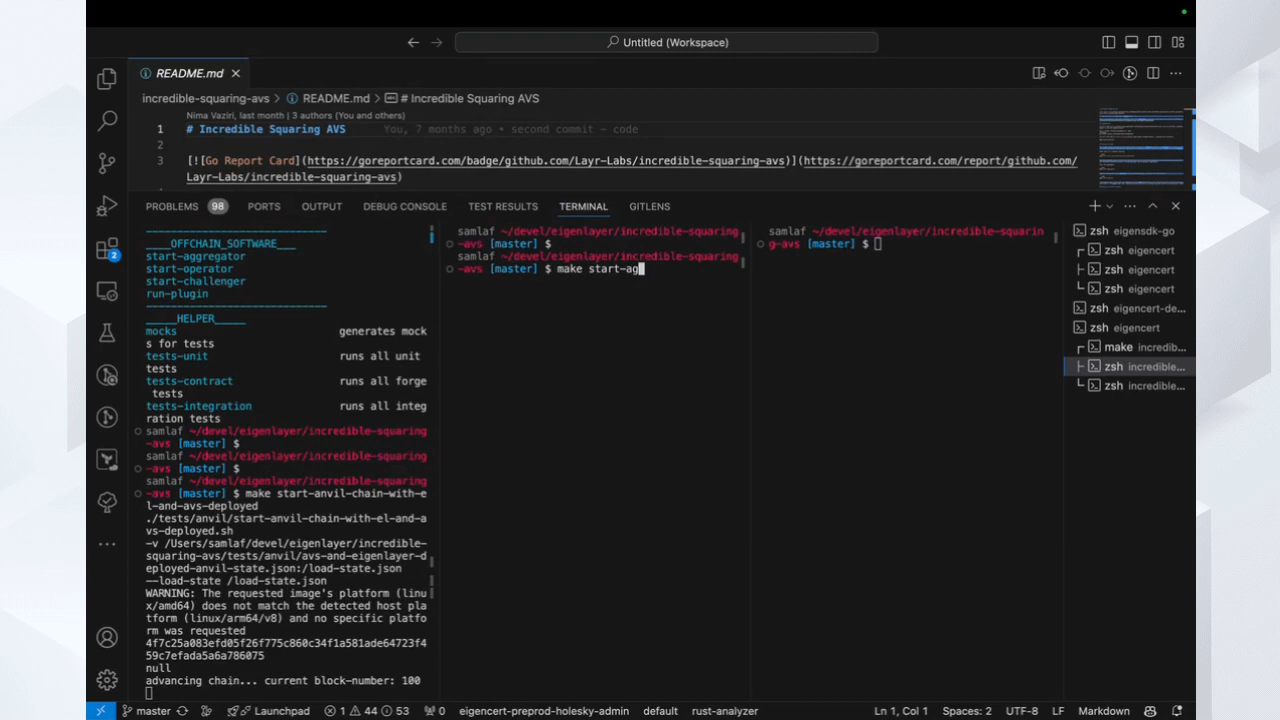 Untitled (Workspace)
README.md
incredible-squaring-avs > README.md > # Incredible Squaring AVS
Nima Vaziri, last month | 3 authors (You and others)
1 # Incredible Squaring AVS You, 7 months ago • second commit – code
2
3 [![Go Report Card](https://goreportcard.com/badge/github.com/Layr-Labs/incredible-squaring-avs)](https://goreportcard.com/report/github.com/
Layr-Labs/incredible-squaring-avs)
PROBLEMS 98 PORTS OUTPUT DEBUG CONSOLE TEST RESULTS TERMINAL GITLENS
____OFFCHAIN_SOFTWARE___
start-aggregator
start-operator
start-challenger
run-plugin
-----------------------------
_____HELPER_____
mocks generates mock
s for tests
tests-unit runs all unit
tests
tests-contract runs all forge
tests
tests-integration runs all integ
ration tests
samlaf ~/devel/eigenlayer/incredible-squaring
-avs [master] $
samlaf ~/devel/eigenlayer/incredible-squaring
-avs [master] $
samlaf ~/devel/eigenlayer/incredible-squaring
-avs [master] $ make start-anvil-chain-with-e
l-and-avs-deployed
./tests/anvil/start-anvil-chain-with-el-and-a
vs-deployed.sh
-v /Users/samlaf/devel/eigenlayer/incredible-
squaring-avs/tests/anvil/avs-and-eigenlayer-d
eployed-anvil-state.json:/load-state.json
--load-state /load-state.json
WARNING: The requested image's platform (linu
x/amd64) does not match the detected host pla
tform (linux/arm64/v8) and no specific platfo
rm was requested
4f7c25a083efd05f26f775c860c34f1a581ade64723f4
59c7efada5a6a786075
null
advancing chain... current block-number: 100
samlaf ~/devel/eigenlayer/incredible-squaring
-avs [master] $
samlaf ~/devel/eigenlayer/incredible-squaring
-avs [master] $ make start-ag
samlaf ~/devel/eigenlayer/incredible-squarin
g-avs [master] $
zsh eigensdk-go
zsh eigencert
zsh eigencert
zsh eigencert
zsh eigencert-de...
zsh eigencert
make incredib...
zsh incredible...
zsh incredible...
2
master Launchpad 1 44 53 0 eigencert-preprod-holesky-admin default rust-analyzer Ln 1, Col 1 Spaces: 2 UTF-8 LF Markdown